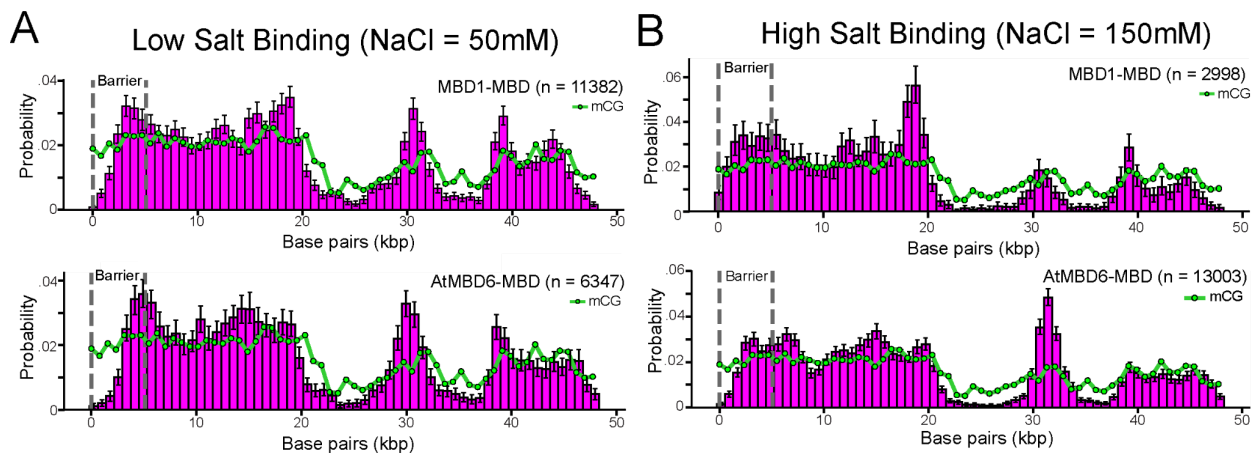 A
Low Salt Binding (NaCl = 50mM)
.04
.02
0
Probability
Barrier
MBD1-MBD (n = 11382)
mCG
0 10 20 30 40 50
Base pairs (kbp)
.04
.02
0
Probability
Barrier
AtMBD6-MBD (n = 6347)
mCG
0 10 20 30 40 50
Base pairs (kbp)
B
High Salt Binding (NaCl = 150mM)
.06
.04
.02
0
Probability
Barrier
MBD1-MBD (n = 2998)
mCG
0 10 20 30 40 50
Base pairs (kbp)
.06
.04
.02
0
Probability
Barrier
AtMBD6-MBD (n = 13003)
mCG
0 10 20 30 40 50
Base pairs (kbp)